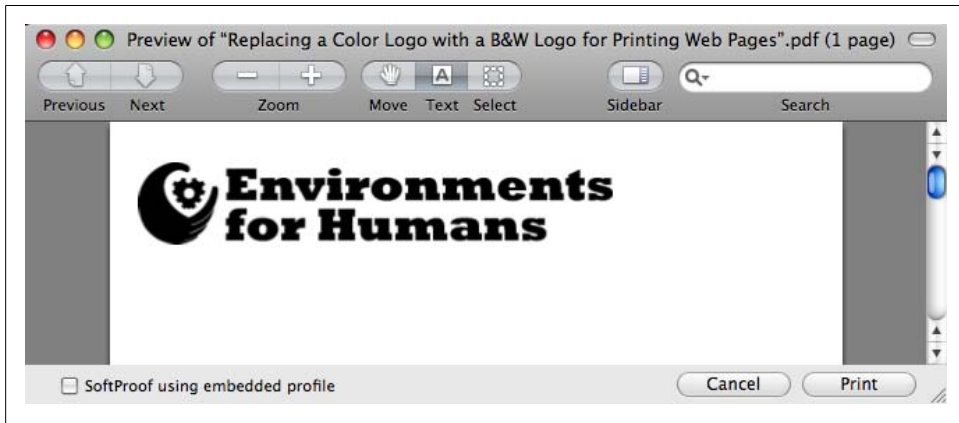 Preview of “Replacing a Color Logo with a B&W Logo for Printing Web Pages”.pdf (1 page)
A
Previous Next Zoom Move Text Select Sidebar Search
Environments
for Humans
SoftProof using embedded profile Cancel Print